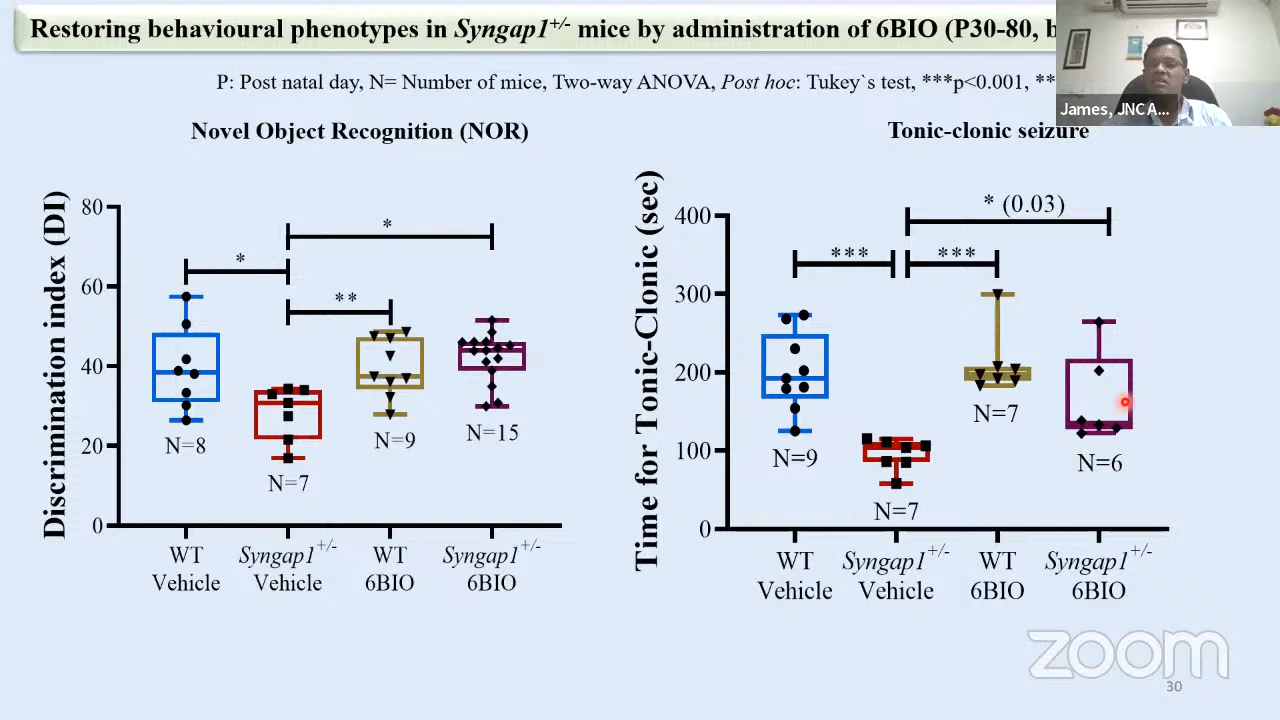 Restoring behavioural phenotypes in Syngap1+/- mice by administration of 6BIO (P30-80,
P: Post natal day, N= Number of mice, Two-way ANOVA, Post hoc: Tukey`s test, ***p<0.001, **
James, JNC A...
Novel Object Recognition (NOR)
Discrimination index (DI)
80
60
40
20
0
*
*
**
N=8
N=7
N=9
N=15
WT Vehicle
Syngap1+/- Vehicle
WT 6BIO
Syngap1+/- 6BIO
Tonic-clonic seizure
Time for Tonic-Clonic (sec)
400
300
200
100
0
* (0.03)
***
***
N=9
N=7
N=7
N=6
WT Vehicle
Syngap1+/- Vehicle
WT 6BIO
Syngap1+/- 6BIO
zoom
30